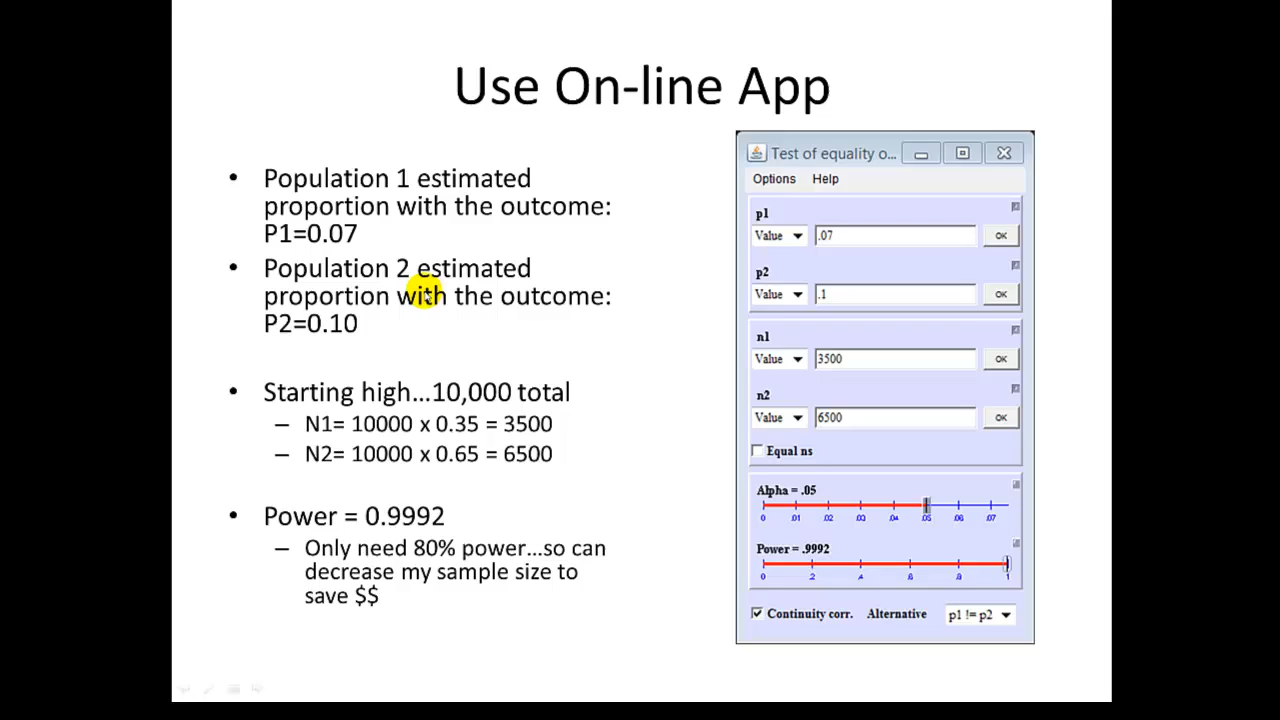 Use On-line App
• Population 1 estimated
proportion with the outcome:
P1=0.07
• Population 2 estimated
proportion with the outcome:
P2=0.10
• Starting high…10,000 total
– N1= 10000 x 0.35 = 3500
– N2= 10000 x 0.65 = 6500
• Power = 0.9992
– Only need 80% power…so can
decrease my sample size to
save $$
Test of equality o...
Options Help
p1
Value .07 OK
p2
Value .1 OK
n1
Value 3500 OK
n2
Value 6500 OK
Equal ns
Alpha = .05
0 .01 .02 .03 .04 .05 .06 .07
Power = .9992
0 .2 .4 .6 .8 1
Continuity corr. Alternative p1 != p2